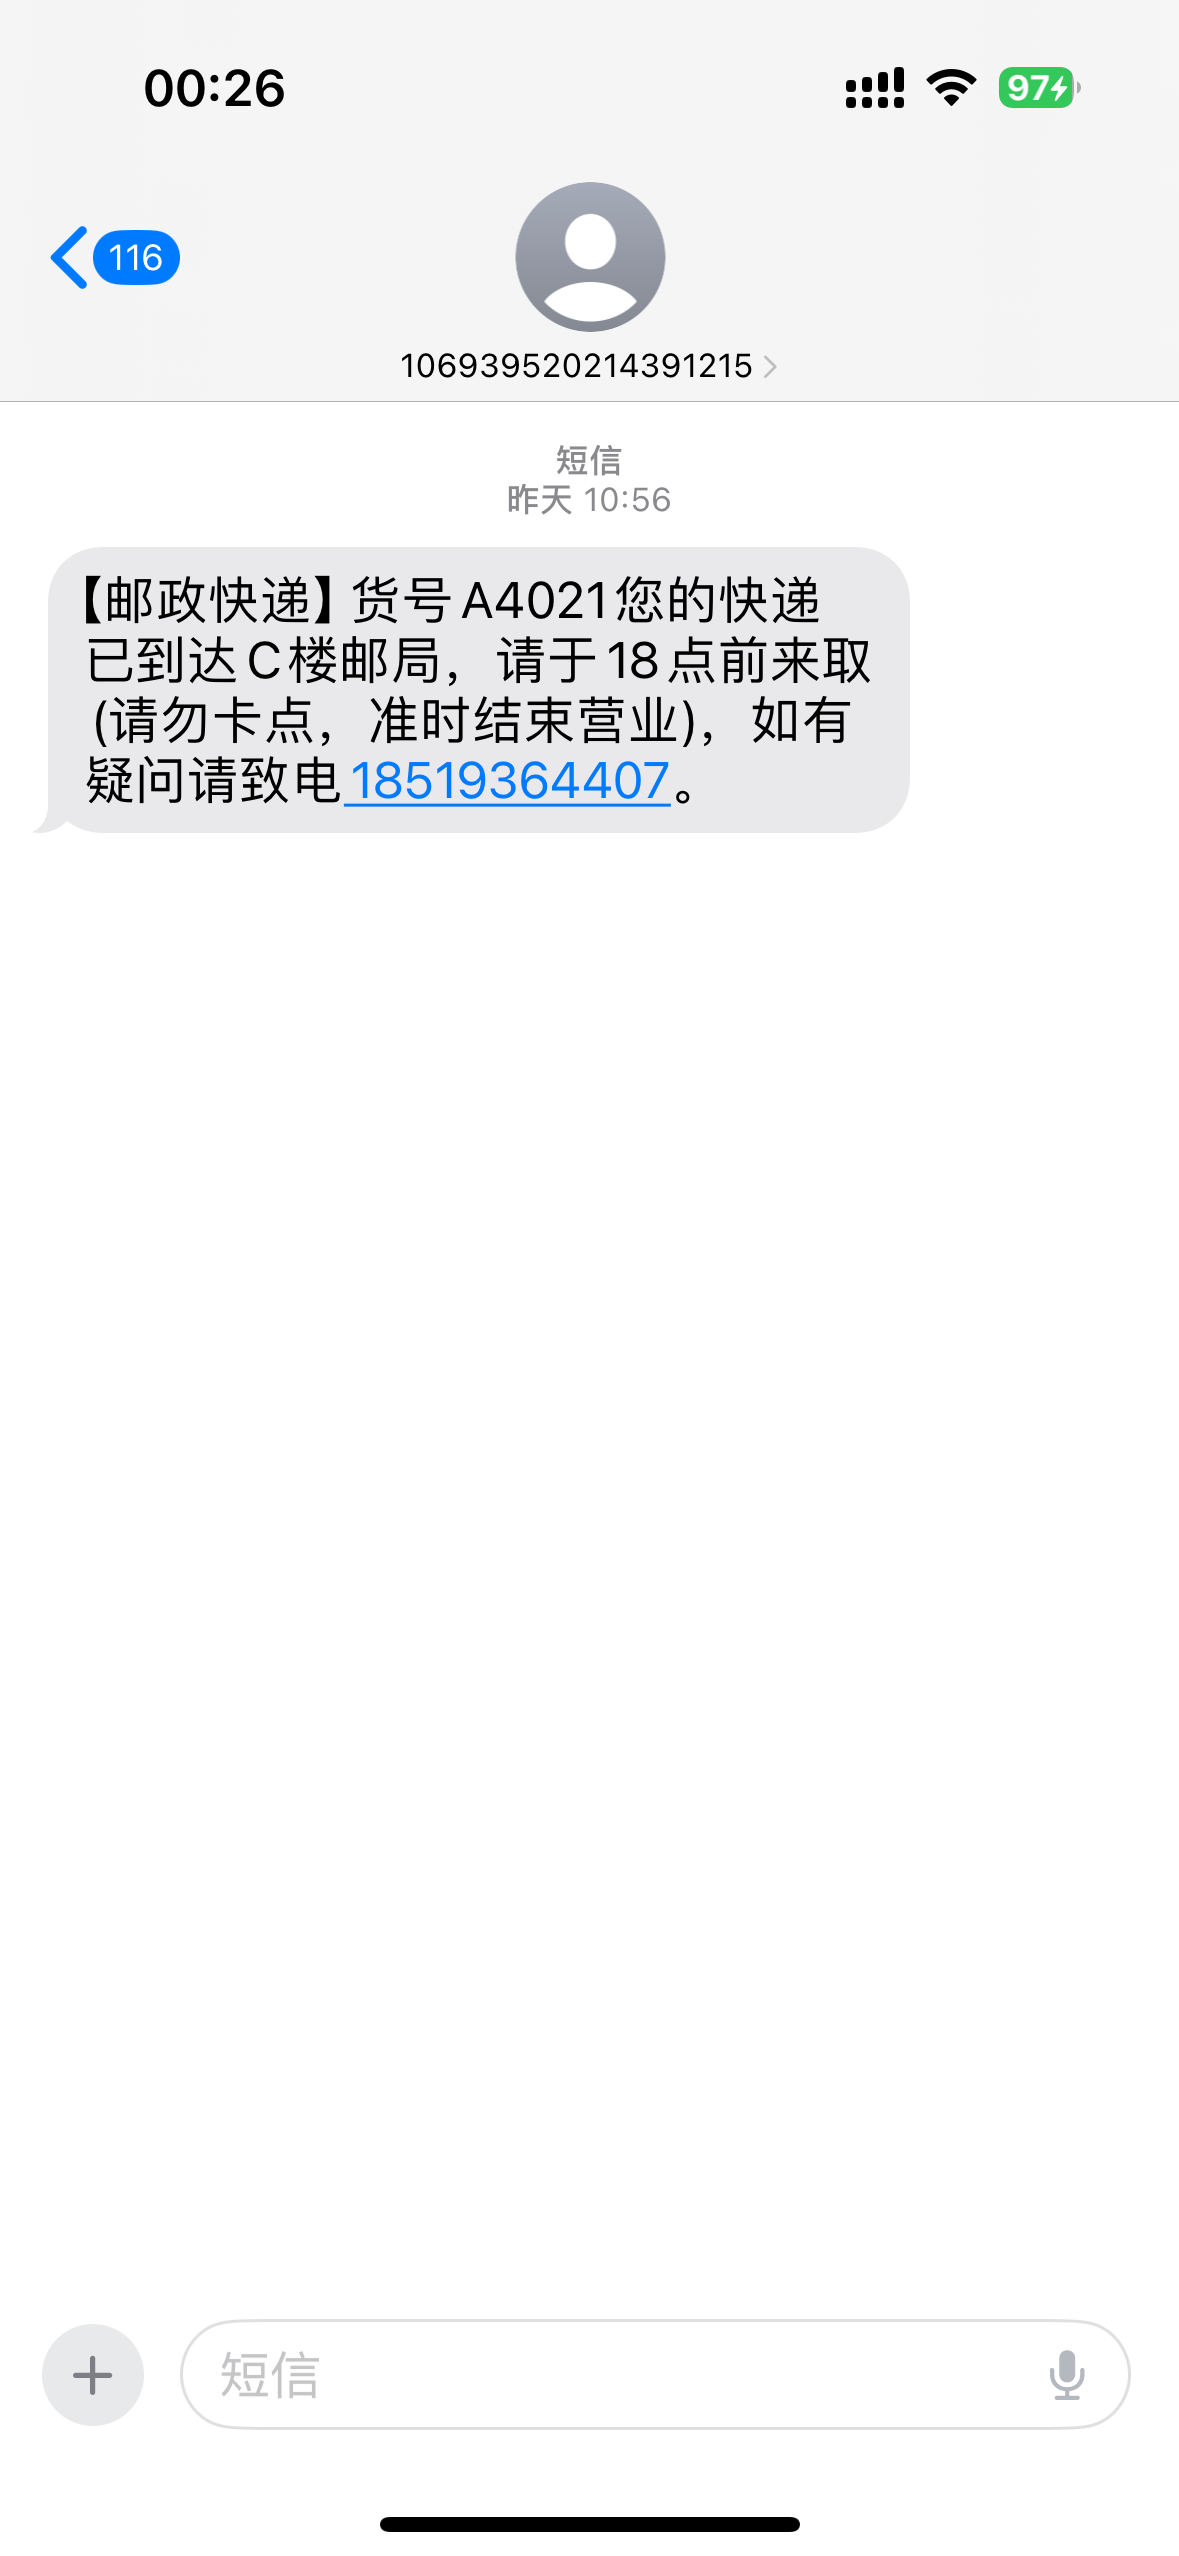 00:26
97
116
106939520214391215
短信
昨天 10:56
【邮政快递】货号A4021您的快递
已到达C楼邮局，请于18点前来取
(请勿卡点，准时结束营业)，如有
疑问请致电18519364407。
短信